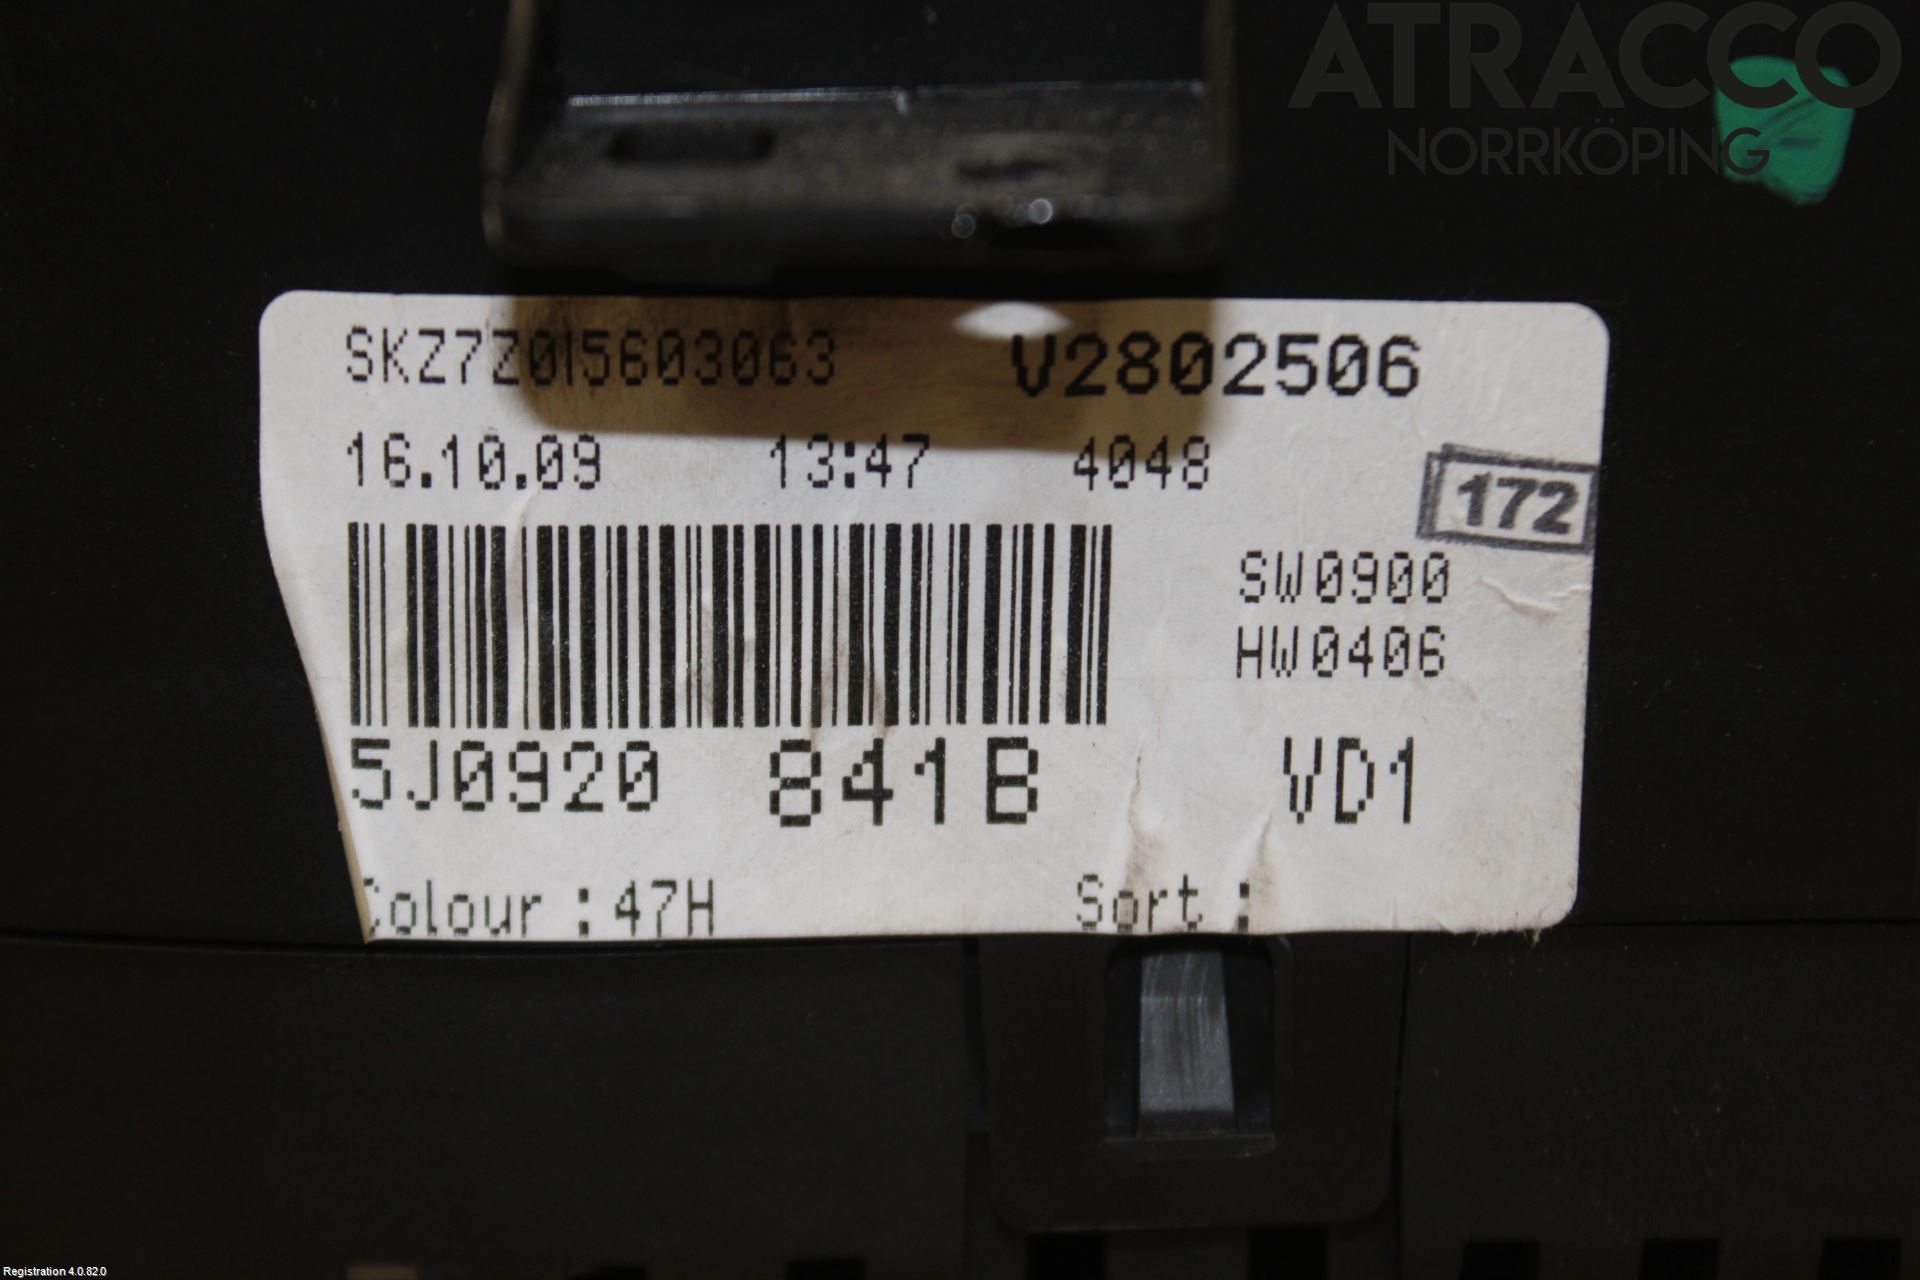 ATRACCO
NORRKÖPING
SKZ7Z0I5603063 V2802506
16.10.09 13:47 4048
172
SW0900
HW0406
5J0920 841B VD1
Colour : 47H Sort :
Registration 4.0.82.0